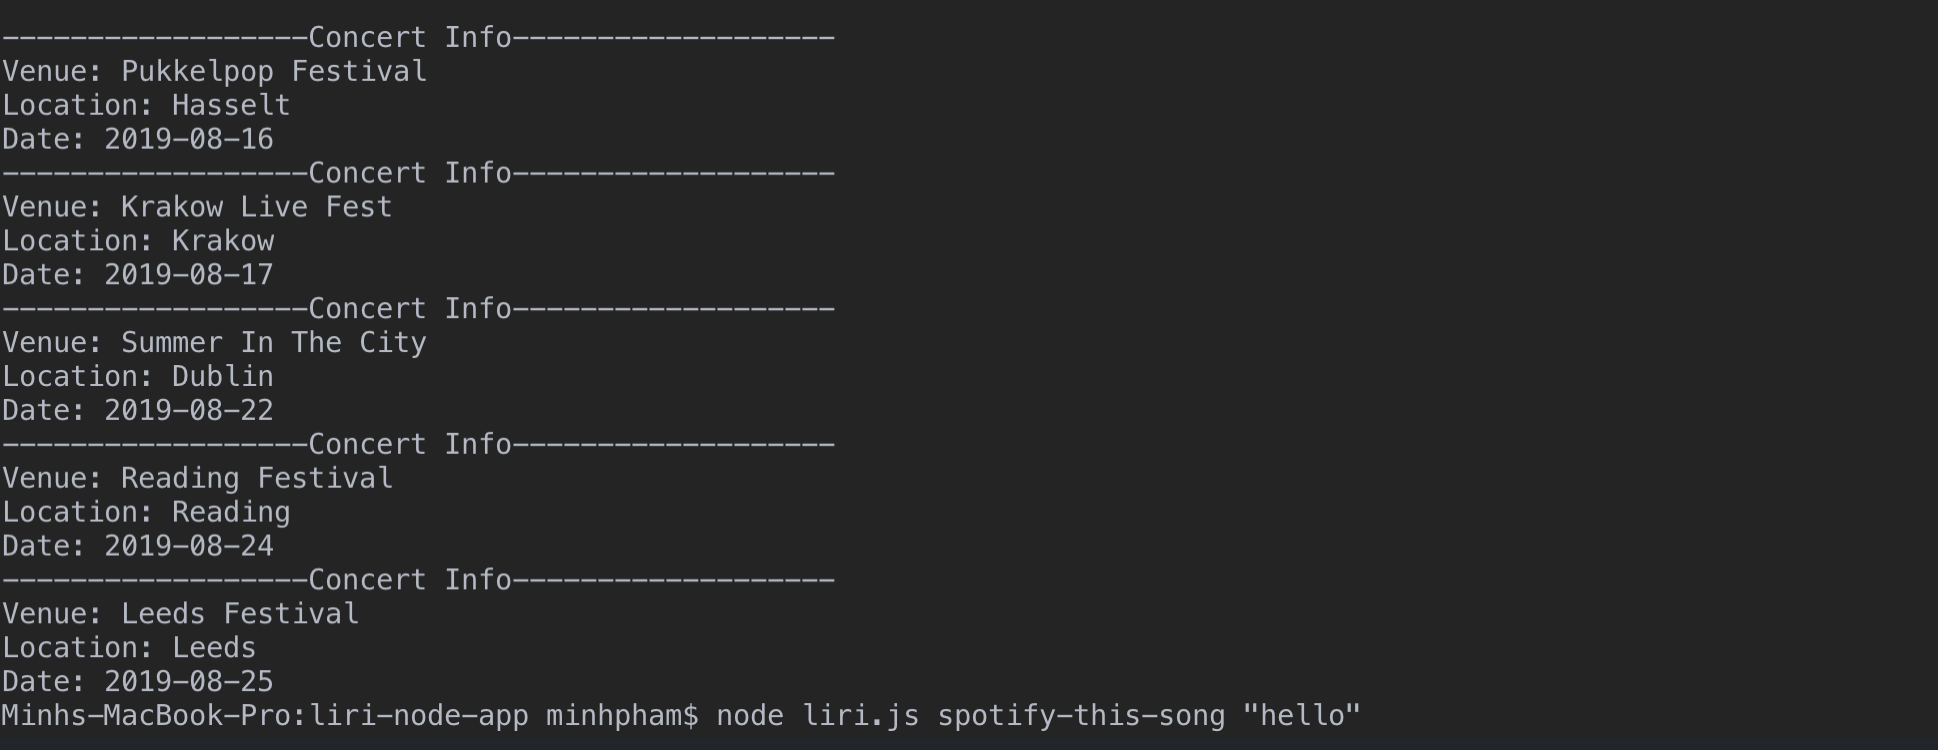 ------------------Concert Info-------------------
Venue: Pukkelpop Festival
Location: Hasselt
Date: 2019-08-16
------------------Concert Info-------------------
Venue: Krakow Live Fest
Location: Krakow
Date: 2019-08-17
------------------Concert Info-------------------
Venue: Summer In The City
Location: Dublin
Date: 2019-08-22
------------------Concert Info-------------------
Venue: Reading Festival
Location: Reading
Date: 2019-08-24
------------------Concert Info-------------------
Venue: Leeds Festival
Location: Leeds
Date: 2019-08-25
Minhs-MacBook-Pro:liri-node-app minhpham$ node liri.js spotify-this-song "hello"